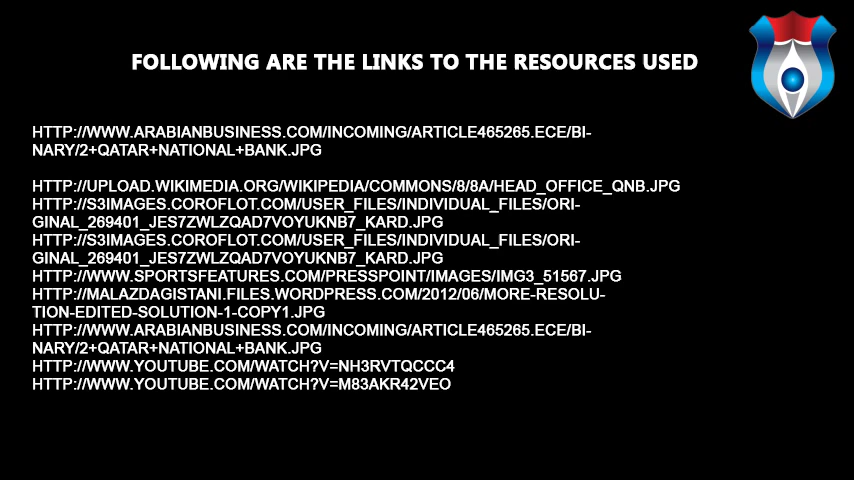 FOLLOWING ARE THE LINKS TO THE RESOURCES USED
HTTP://WWW.ARABIANBUSINESS.COM/INCOMING/ARTICLE465265.ECE/BI-
NARY/2+QATAR+NATIONAL+BANK.JPG
HTTP://UPLOAD.WIKIMEDIA.ORG/WIKIPEDIA/COMMONS/8/8A/HEAD_OFFICE_QNB.JPG
HTTP://S3IMAGES.COROFLOT.COM/USER_FILES/INDIVIDUAL_FILES/ORI-
GINAL_269401_JES7ZWLZQAD7VOYUKNB7_KARD.JPG
HTTP://S3IMAGES.COROFLOT.COM/USER_FILES/INDIVIDUAL_FILES/ORI-
GINAL_269401_JES7ZWLZQAD7VOYUKNB7_KARD.JPG
HTTP://WWW.SPORTSFEATURES.COM/PRESSPOINT/IMAGES/IMG3_51567.JPG
HTTP://MALAZDAGISTANI.FILES.WORDPRESS.COM/2012/06/MORE-RESOLU-
TION-EDITED-SOLUTION-1-COPY1.JPG
HTTP://WWW.ARABIANBUSINESS.COM/INCOMING/ARTICLE465265.ECE/BI-
NARY/2+QATAR+NATIONAL+BANK.JPG
HTTP://WWW.YOUTUBE.COM/WATCH?V=NH3RVTQCCC4
HTTP://WWW.YOUTUBE.COM/WATCH?V=M83AKR42VEO